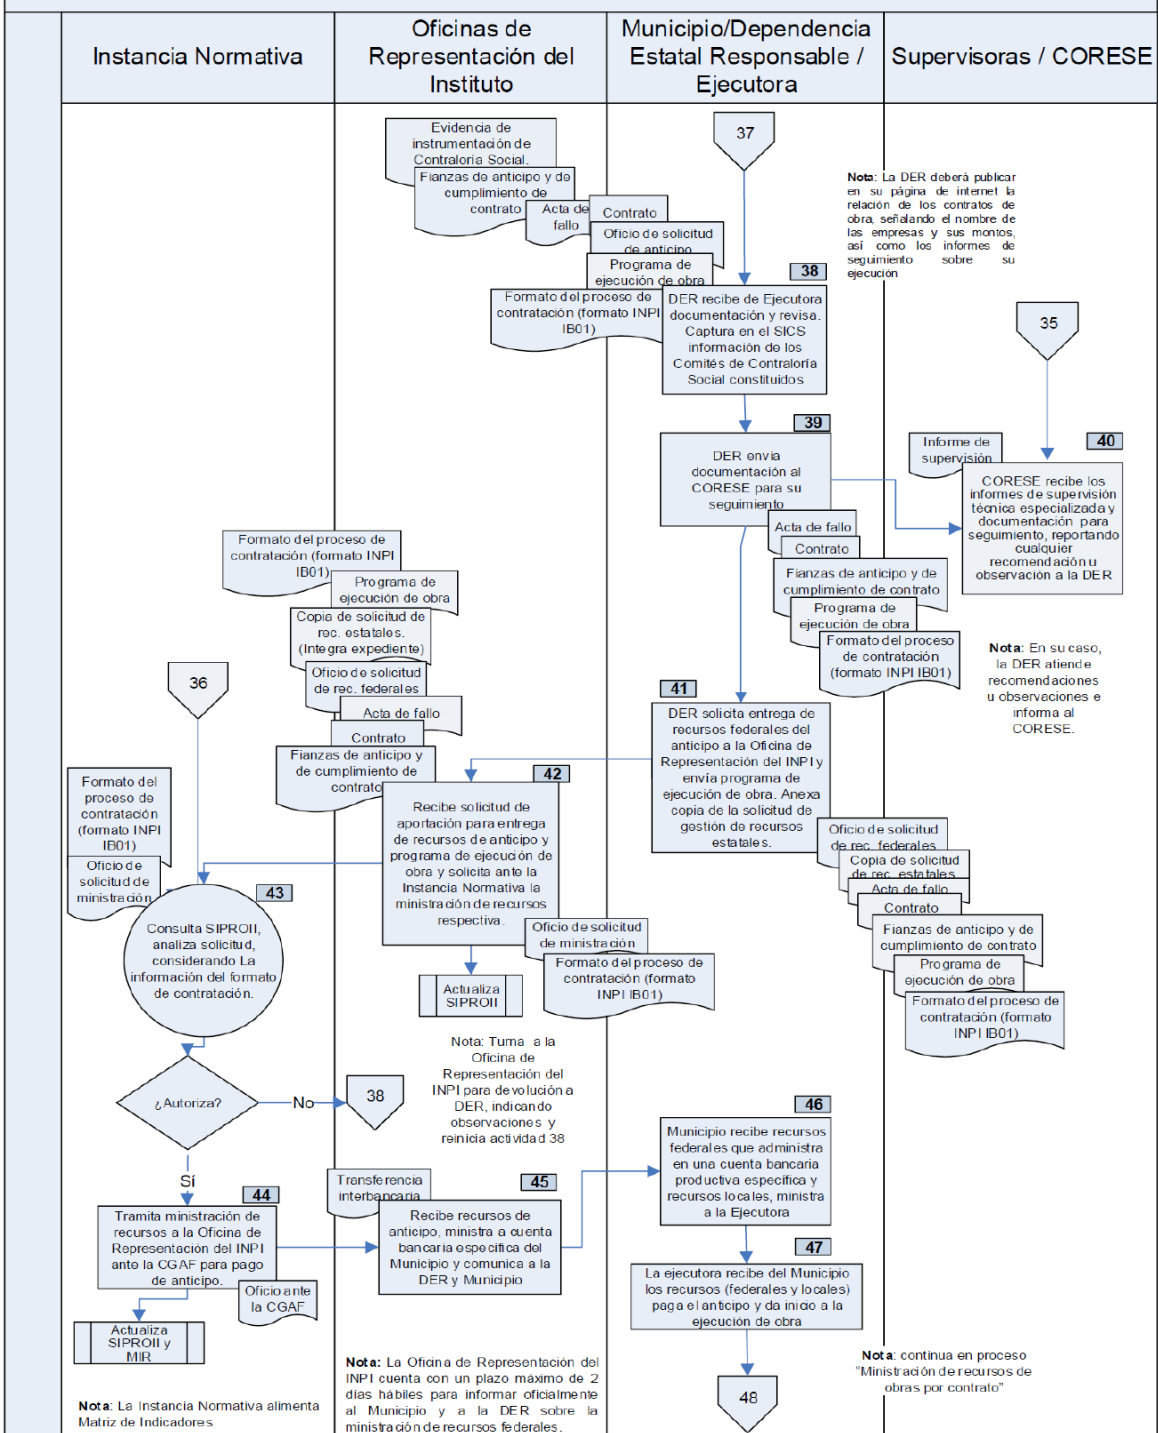 Instancia Normativa
Oficinas de
Representación del
Instituto
Municipio/Dependencia
Estatal Responsable /
Ejecutora
Supervisoras / CORESE
Evidencia de
instrumentación de
Contraloría Social.
Fianzas de anticipo y de
cumplimiento de
contrato
Acta de
fallo
Contrato
Oficio de solicitud
de anticipo
Programa de
ejecución de obra
Formato del proceso de
contratación (formato INPI
IB01)
37
38
DER recibe de Ejecutora
documentación y revisa.
Captura en el SICS
información de los
Comités de Contraloría
Social constituidos
Nota: La DER deberá publicar
en su página de internet la
relación de los contratos de
obra, señalando el nombre de
las empresas y sus montos,
así como los informes de
seguimiento sobre su
ejecución
35
39
DER envía
documentación al
CORESE para su
seguimiento
Informe de
supervisión
40
CORESE recibe los
informes de supervisión
técnica especializada y
documentación para
seguimiento, reportando
cualquier
recomendación u
observación a la DER
Acta de fallo
Contrato
Fianzas de anticipo y de
cumplimiento de contrato
Programa de
ejecución de obra
Formato del proceso
de contratación
(formato INPI IB01)
Nota: En su caso,
la DER atiende
recomendaciones
u observaciones e
informa al
CORESE.
Formato del proceso de
contratación (formato INPI
IB01)
Programa de
ejecución de obra
Copia de solicitud de
rec. estatales.
(Integra expediente)
Oficio de solicitud
de rec. federales
Acta de fallo
Contrato
Fianzas de anticipo y
de cumplimiento de
contrato
36
41
DER solicita entrega de
recursos federales del
anticipo a la Oficina de
Representación del INPI y
envía programa de
ejecución de obra. Anexa
copia de la solicitud de
gestión de recursos
estatales.
Oficio de solicitud
de rec. federales
Copia de solicitud
de rec. estatales
Acta de fallo
Contrato
Fianzas de anticipo y de
cumplimiento de contrato
Programa de
ejecución de obra
Formato del proceso de
contratación (formato
INPI IB01)
42
Recibe solicitud de
aportación para entrega
de recursos de anticipo y
programa de ejecución de
obra y solicita ante la
Instancia Normativa la
ministración de recursos
respectiva.
Oficio de solicitud
de ministración
Formato del proceso de
contratación (formato
INPI IB01)
Actualiza
SIPROII
Formato del
proceso de
contratación
(formato INPI
IB01)
Oficio de
solicitud de
ministración
43
Consulta SIPROII,
analiza solicitud,
considerando La
información del formato
de contratación.
¿Autoriza?
No
38
Nota: Turna a la
Oficina de
Representación del
INPI para devolución a
DER, indicando
observaciones y
reinicia actividad 38
Sí
44
Tramita ministración de
recursos a la Oficina de
Representación del INPI
ante la CGAF para pago
de anticipo.
Oficio ante
la CGAF
Actualiza
SIPROII y
MIR
Nota: La Instancia Normativa alimenta
Matriz de Indicadores
Transferencia
interbancaria
45
Recibe recursos de
anticipo, ministra a cuenta
bancaria específica del
Municipio y comunica a la
DER y Municipio
Nota: La Oficina de Representación del
INPI cuenta con un plazo máximo de 2
días hábiles para informar oficialmente
al Municipio y a la DER sobre la
ministración de recursos federales.
46
Municipio recibe recursos
federales que administra
en una cuenta bancaria
productiva específica y
recursos locales, ministra
a la Ejecutora
47
La ejecutora recibe del Municipio
los recursos (federales y locales)
paga el anticipo y da inicio a la
ejecución de obra
48
Nota: continua en proceso
“Ministración de recursos de
obras por contrato”